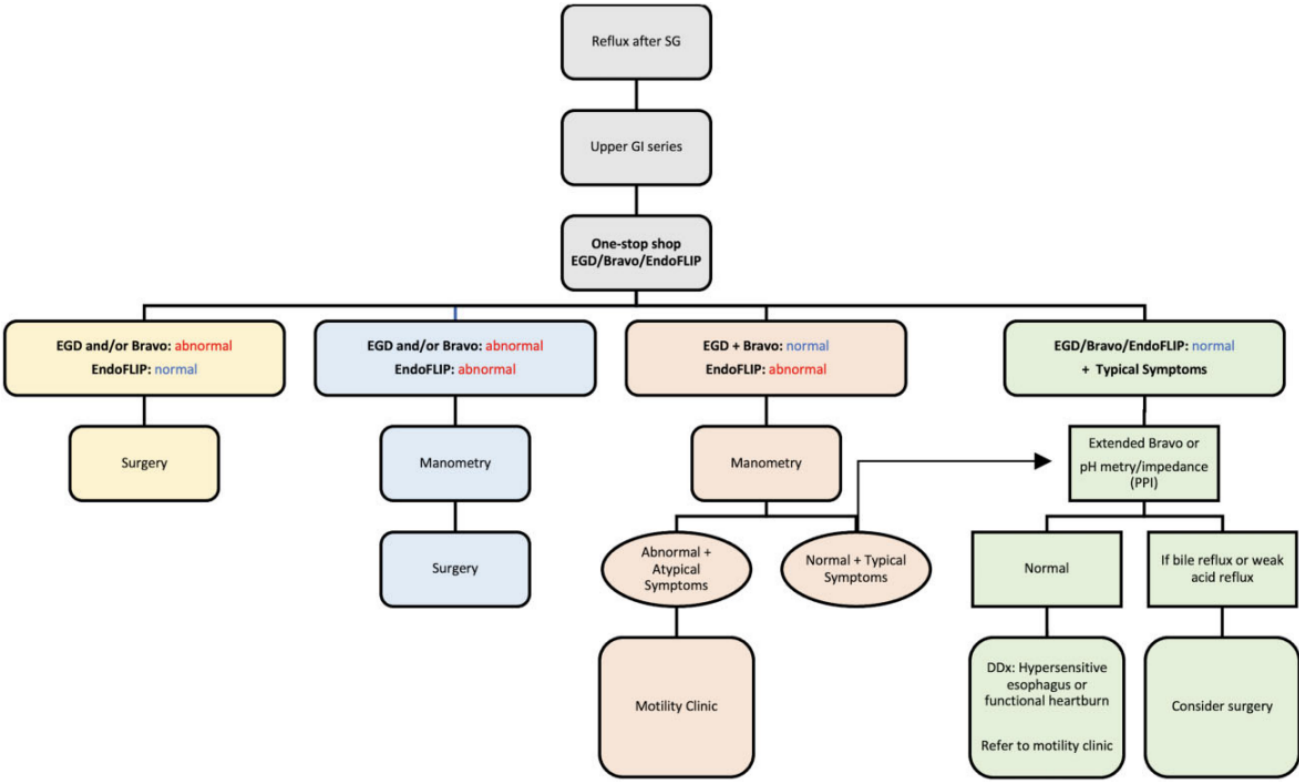 Reflux after SG
Upper GI series
One-stop shop
EGD/Bravo/EndoFLIP
EGD and/or Bravo: abnormal
EndoFLIP: normal
EGD and/or Bravo: abnormal
EndoFLIP: abnormal
EGD + Bravo: normal
EndoFLIP: abnormal
EGD/Bravo/EndoFLIP: normal
+ Typical Symptoms
Surgery
Manometry
Manometry
Extended Bravo or
pH metry/impedance
(PPI)
Surgery
Abnormal +
Atypical
Symptoms
Normal + Typical
Symptoms
Normal
If bile reflux or weak
acid reflux
Motility Clinic
DDx: Hypersensitive
esophagus or
functional heartburn
Refer to motility clinic
Consider surgery